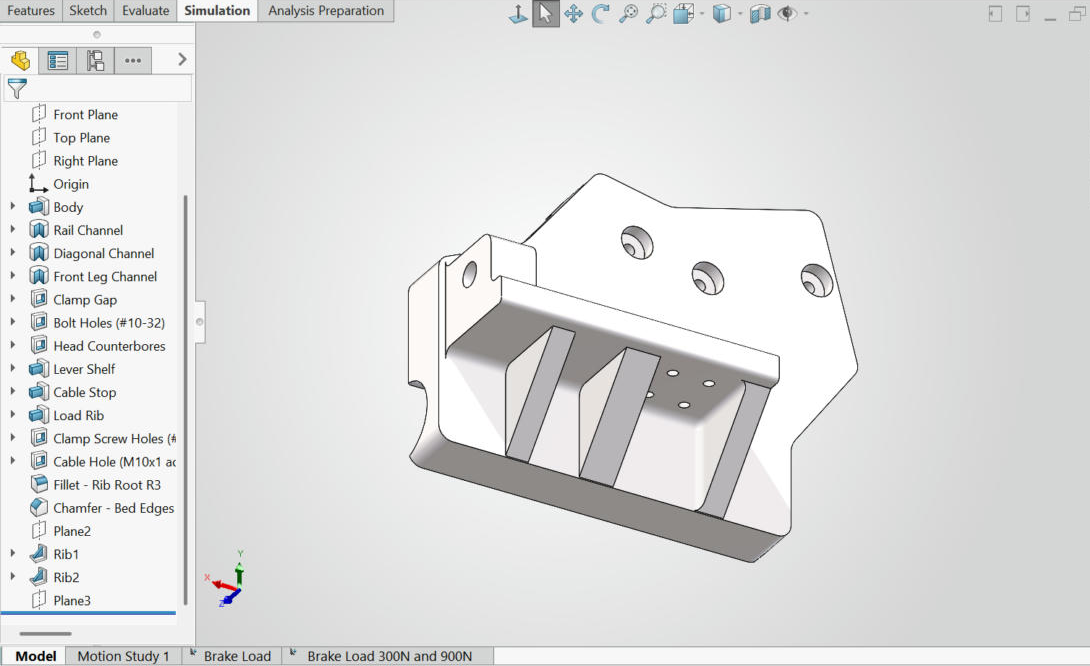 Features Sketch Evaluate Simulation Analysis Preparation
Front Plane
Top Plane
Right Plane
Origin
Body
Rail Channel
Diagonal Channel
Front Leg Channel
Clamp Gap
Bolt Holes (#10-32)
Head Counterbores
Lever Shelf
Cable Stop
Load Rib
Clamp Screw Holes (#
Cable Hole (M10x1 ac
Fillet - Rib Root R3
Chamfer - Bed Edges
Plane2
Rib1
Rib2
Plane3
Y
X
Z
Model Motion Study 1 Brake Load Brake Load 300N and 900N